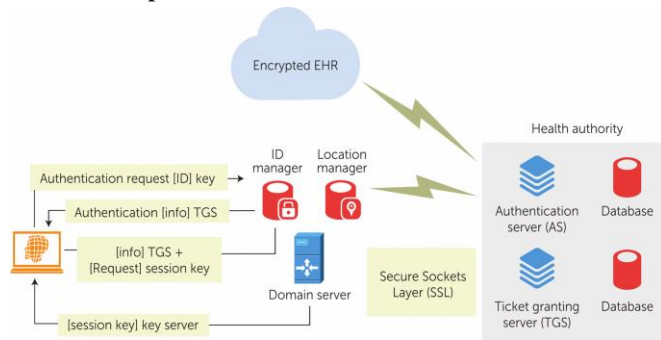 Encrypted EHR
Health authority
ID
manager
Location
manager
Authentication request [ID] key
Authentication [info] TGS
[info] TGS +
[Request] session key
Domain server
[session key] key server
Secure Sockets
Layer (SSL)
Authentication
server (AS)
Database
Ticket granting
server (TGS)
Database